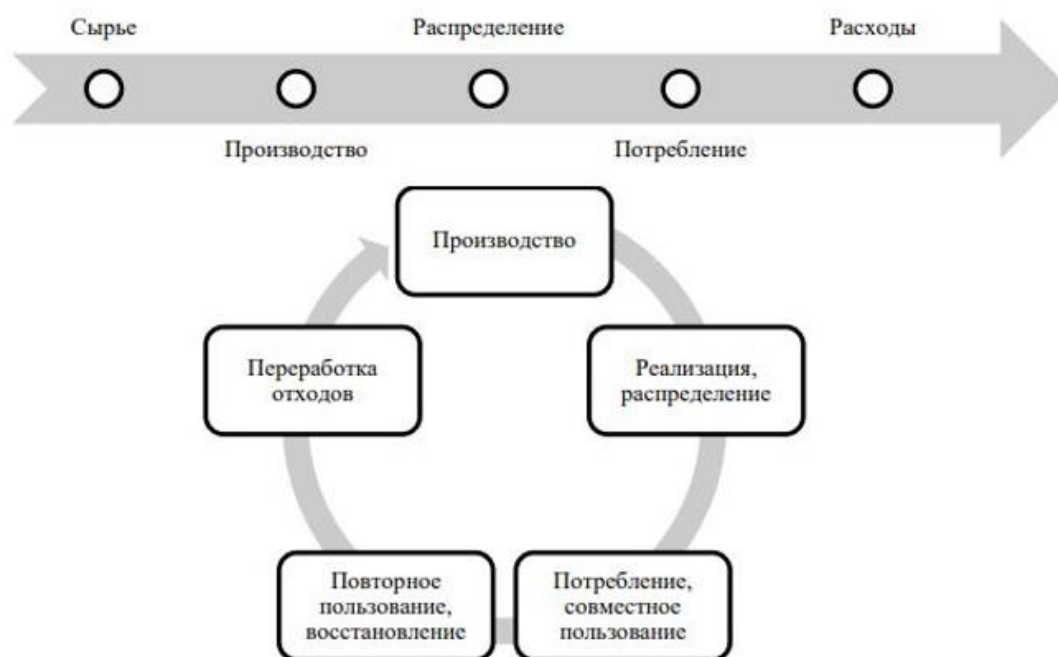 Сырье
Распределение
Расходы
Производство
Потребление
Производство
Переработка
отходов
Реализация,
распределение
Повторное
пользование,
восстановление
Потребление,
совместное
пользование